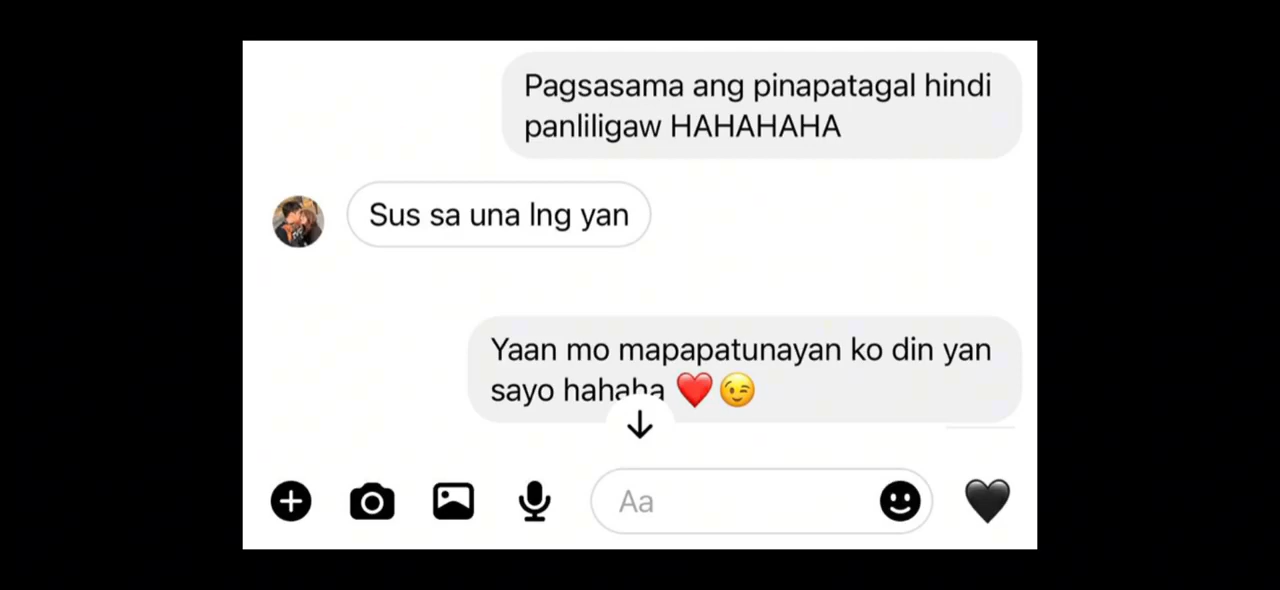 Pagsasama ang pinapatagal hindi
panliligaw HAHAHAHA
Sus sa una lng yan
Yaan mo mapapatunayan ko din yan
sayo hahaha ❤️😉
Aa